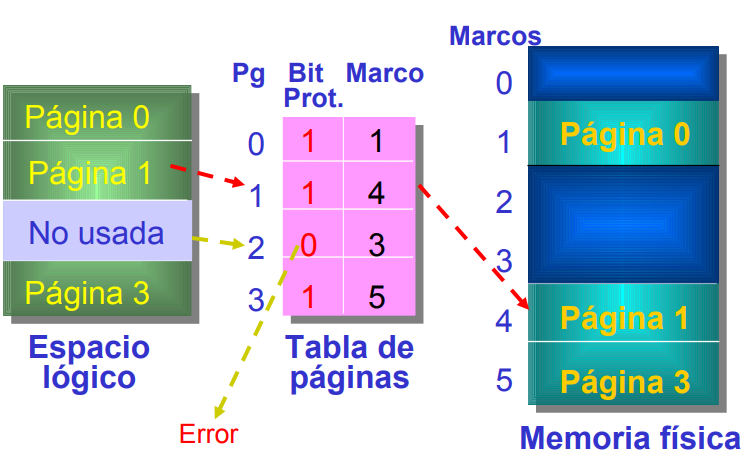 Marcos
Pg Bit Prot. Marco
Página 0
Página 1
No usada
Página 3
Espacio
lógico
0 1 1
1 1 4
2 0 3
3 1 5
Tabla de
páginas
Error
0
1 Página 0
2
3
4 Página 1
5 Página 3
Memoria física